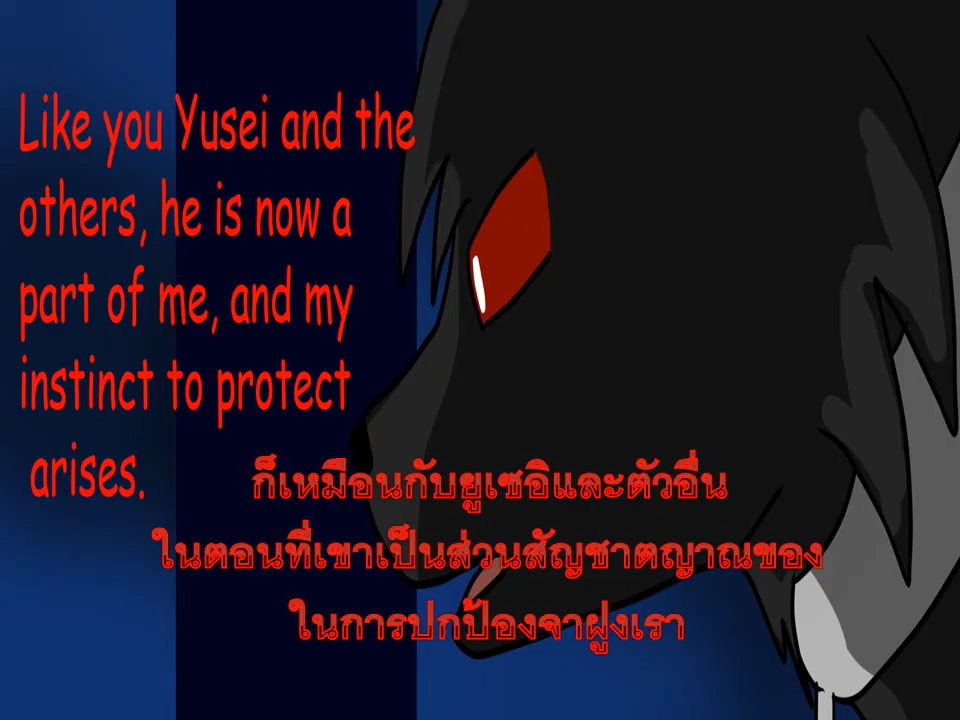 Like you Yusei and the
others, he is now a
part of me, and my
instinct to protect
arises.
ก็เหมือนกับยูเซอิและตัวอื่น
ในตอนที่เขาเป็นส่วนสัญชาตญาณของ
ในการปกป้องจาฝูงเรา